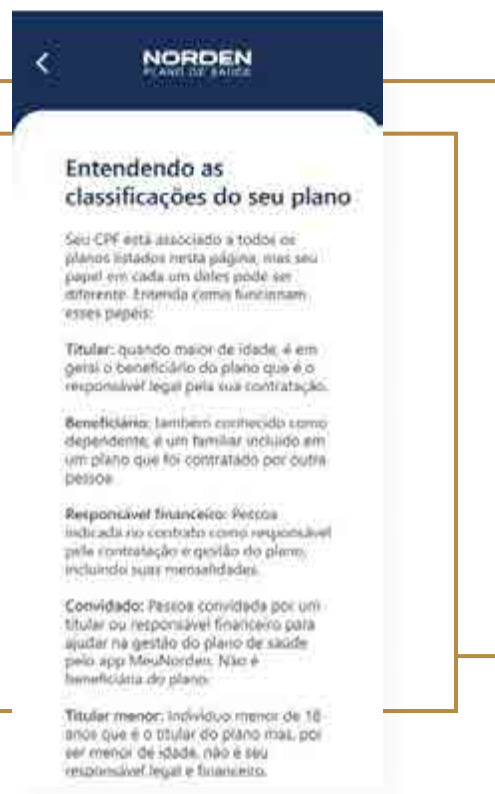 NORDEN
PLANO DE SAÚDE
Entendendo as
classificações do seu plano
Seu CPF está associado a todos os
planos listados nesta página, mas seu
papel em cada um deles pode ser
diferente. Entenda como funcionam
esses papéis:
Titular: quando maior de idade, é em
geral o beneficiário do plano que é o
responsável legal pela sua contratação.
Beneficiário: também conhecido como
dependente, é um familiar incluído em
um plano que foi contratado por outra
pessoa.
Responsável financeiro: Pessoa
indicada no contrato como responsável
pela contratação e gestão do plano,
incluindo suas mensalidades.
Convidado: Pessoa convidada por um
titular ou responsável financeiro para
ajudar na gestão do plano de saúde
pelo app MeuNorden. Não é
beneficiária do plano.
Titular menor: Indivíduo menor de 18
anos que é o titular do plano mas, por
ser menor de idade, não é seu
responsável legal e financeiro.